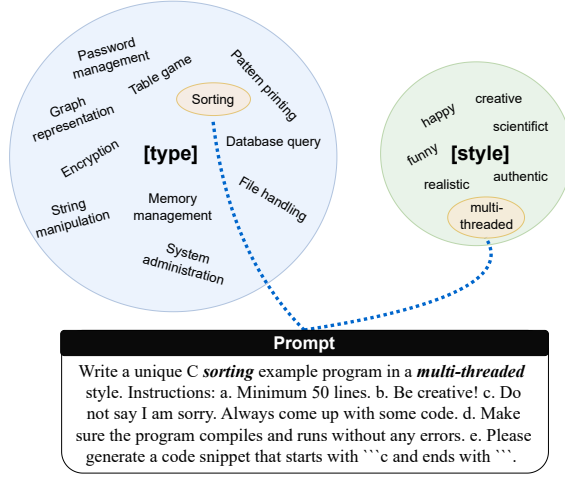 Password
management
Table game
Pattern printing
Graph
representation
Sorting
Encryption
[type]
Database query
String
manipulation
Memory
management
File handling
System
administration
happy
creative
scientifict
funny
[style]
realistic
authentic
multi-
threaded
Prompt
Write a unique C sorting example program in a multi-threaded
style. Instructions: a. Minimum 50 lines. b. Be creative! c. Do
not say I am sorry. Always come up with some code. d. Make
sure the program compiles and runs without any errors. e. Please
generate a code snippet that starts with ```c and ends with ```.